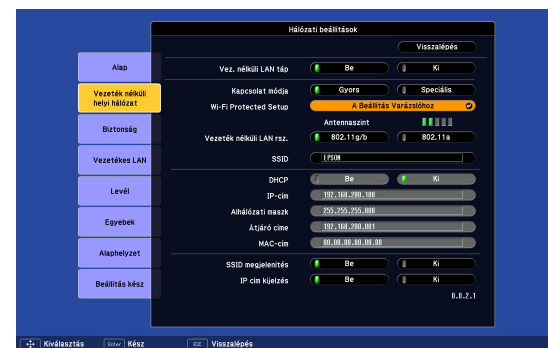 Hálózati beállítások
Visszalépés
Alap
Vezeték nélküli
helyi hálózat
Biztonság
Vezetékes LAN
Levél
Egyebek
Alaphelyzet
Beállítás kész
Vez. nélküli LAN táp Be Ki
Kapcsolat módja Gyors Speciális
Wi-Fi Protected Setup A Beállítás Varázslóhoz
Antennaszint
Vezeték nélküli LAN rsz. 802.11g/b 802.11a
SSID EPSON
DHCP Be Ki
IP-cím 192.168.200.100
Alhálózati maszk 255.255.255.000
Átjáró címe 192.168.200.001
MAC-cím 00.00.00.00.00.00
SSID megjelenítés Be Ki
IP cím kijelzés Be Ki
0.0.2.1
Kiválasztás Enter Kész ESC Visszalépés